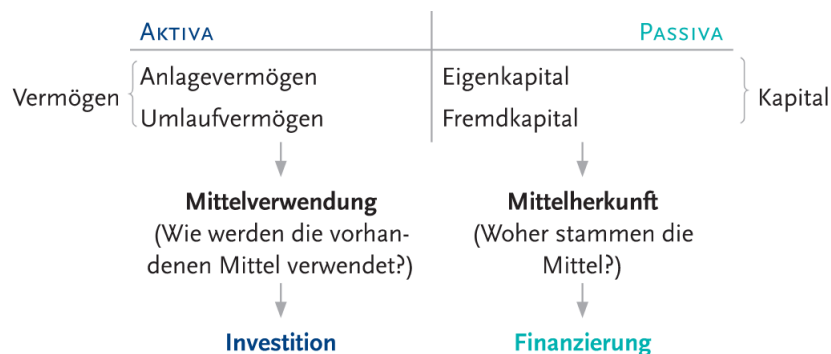 AKTIVA PASSIVA
Vermögen Anlagevermögen Eigenkapital Kapital
Umlaufvermögen Fremdkapital
Mittelverwendung Mittelherkunft
(Wie werden die vorhan- (Woher stammen die
denen Mittel verwendet?) Mittel?)
Investition Finanzierung